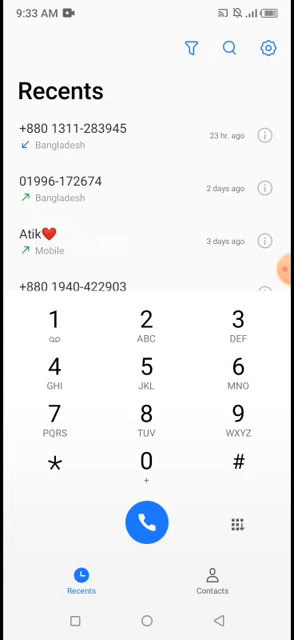 9:33 AM
Recents
+880 1311-283945
Bangladesh
23 hr. ago
01996-172674
Bangladesh
2 days ago
Atik❤️
Mobile
3 days ago
+880 1940-422903
1
2
ABC
3
DEF
4
GHI
5
JKL
6
MNO
7
PQRS
8
TUV
9
WXYZ
*
0
+
#
Recents
Contacts